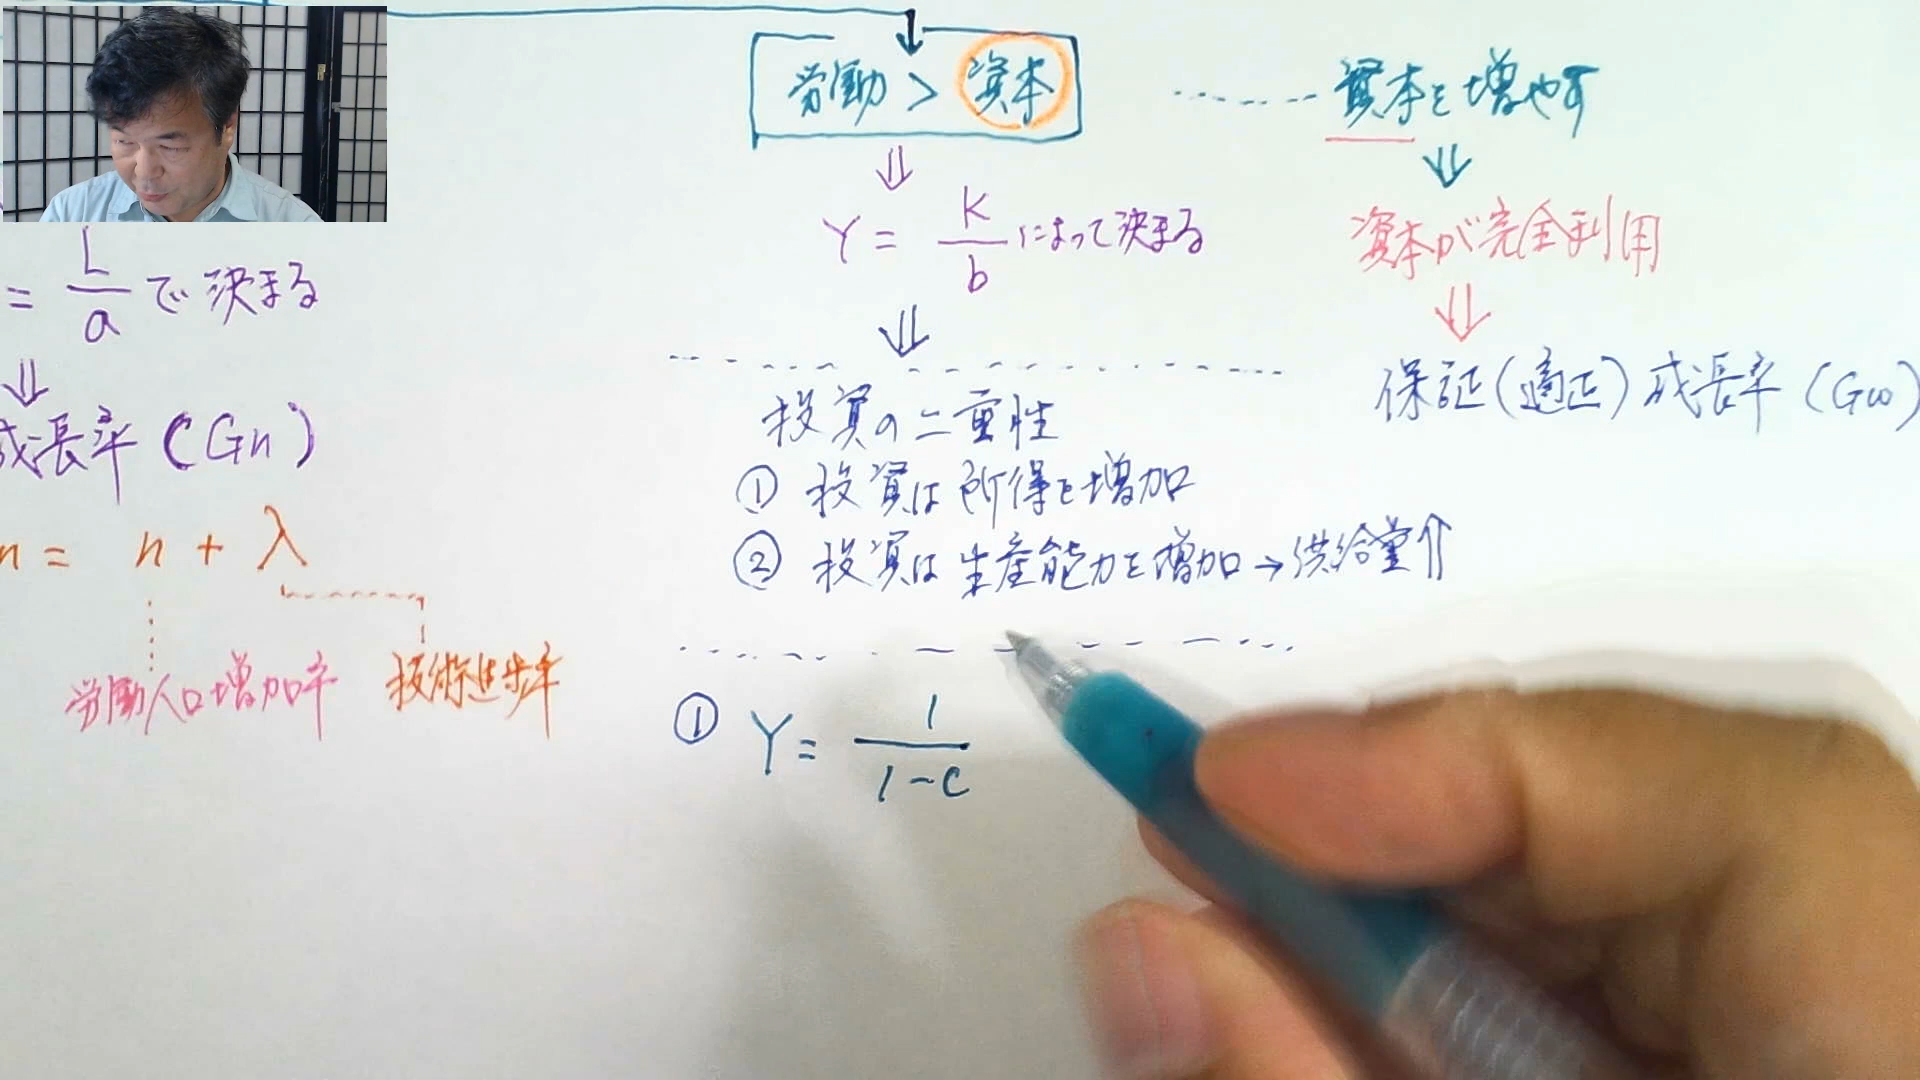 労働 > 資本
資本を増やす
Y = K/b によって決まる
資本が完全利用
= L/a で決まる
保証(適正)成長率(Gw)
成長率(Gn)
投資の二重性
① 投資は所得を増加
② 投資は生産能力を増加→供給量⇑
n = n + λ
労働人口増加率
技術進歩率
① Y = 1/1-c